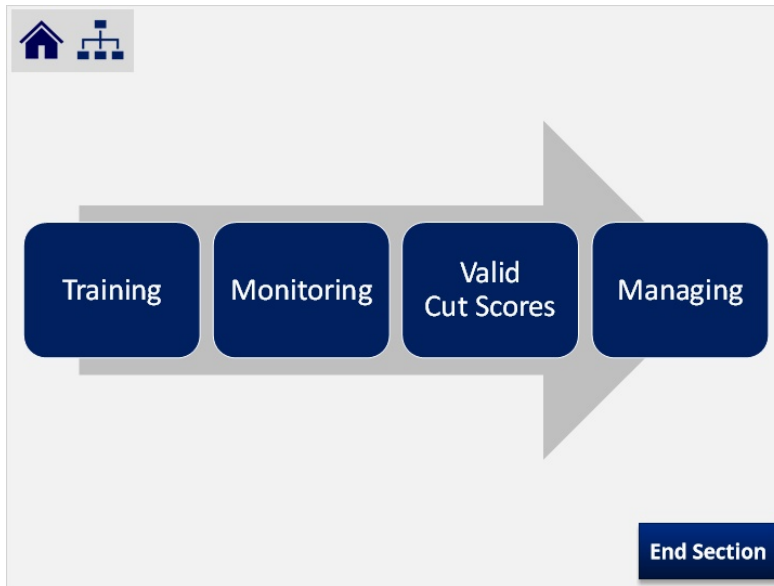 Training
Monitoring
Valid
Cut Scores
Managing
End Section